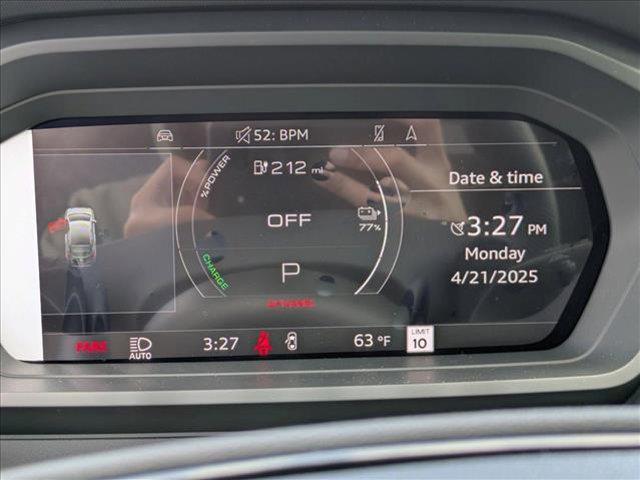 52: BPM
%POWER
212 mi
OFF
77%
CHARGE
P
Date & time
3:27 PM
Monday
4/21/2025
PARK
AUTO
3:27
63 °F
LIMIT
10